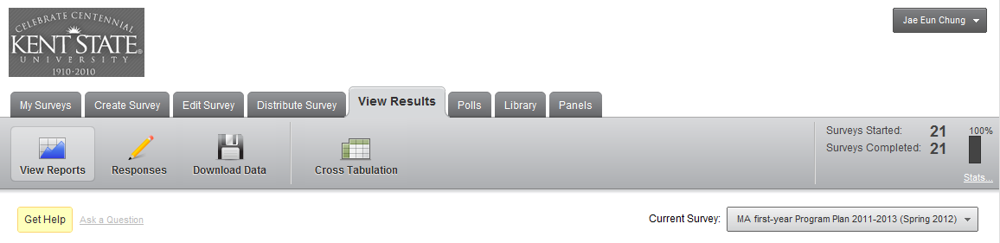 CELEBRATE CENTENNIAL
KENT STATE®
UNIVERSITY
1910-2010
Jae Eun Chung
My Surveys Create Survey Edit Survey Distribute Survey View Results Polls Library Panels
View Reports Responses Download Data Cross Tabulation
Surveys Started: 21 100%
Surveys Completed: 21
Stats...
Get Help Ask a Question Current Survey: MA first-year Program Plan 2011-2013 (Spring 2012)